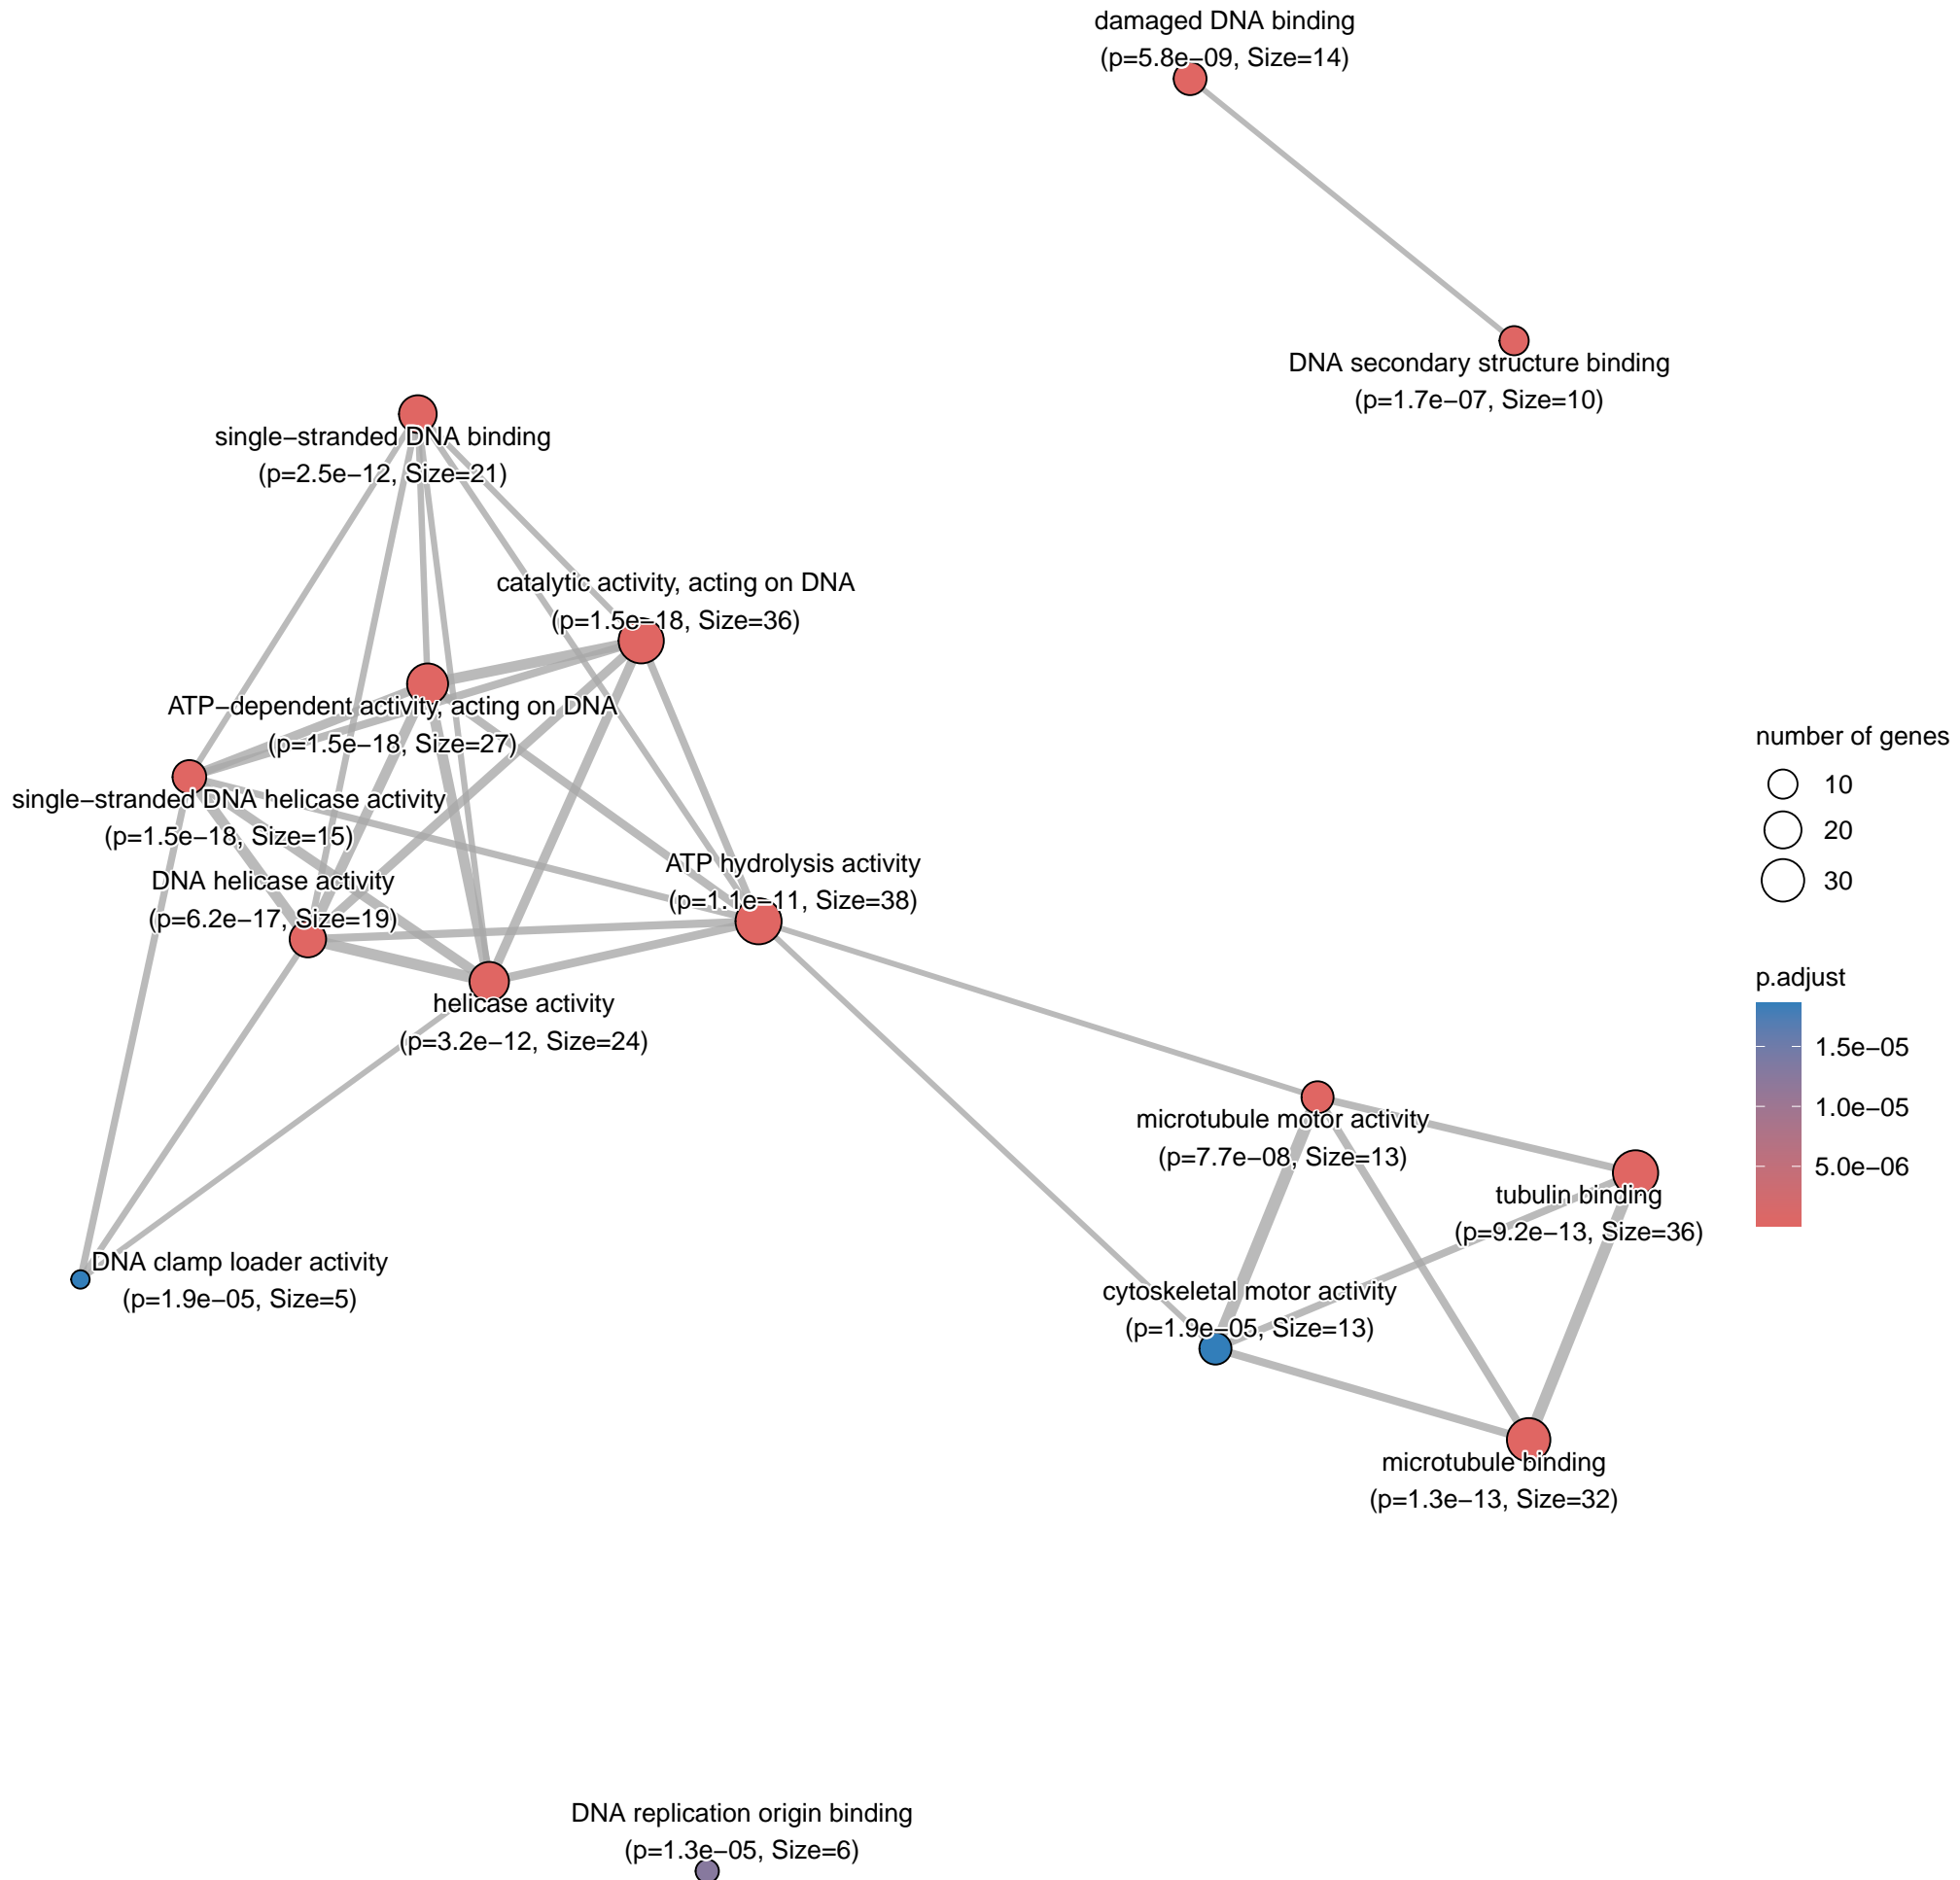 damaged DNA binding
(p=5.8e−09, Size=14)
DNA secondary structure binding
(p=1.7e−07, Size=10)
single−stranded DNA binding
(p=2.5e−12, Size=21)
catalytic activity, acting on DNA
(p=1.5e−18, Size=36)
ATP−dependent activity, acting on DNA
(p=1.5e−18, Size=27)
single−stranded DNA helicase activity
(p=1.5e−18, Size=15)
DNA helicase activity
(p=6.2e−17, Size=19)
ATP hydrolysis activity
(p=1.1e−11, Size=38)
helicase activity
(p=3.2e−12, Size=24)
microtubule motor activity
(p=7.7e−08, Size=13)
tubulin binding
(p=9.2e−13, Size=36)
DNA clamp loader activity
(p=1.9e−05, Size=5)
cytoskeletal motor activity
(p=1.9e−05, Size=13)
microtubule binding
(p=1.3e−13, Size=32)
DNA replication origin binding
(p=1.3e−05, Size=6)
number of genes
10
20
30
p.adjust
1.5e−05
1.0e−05
5.0e−06